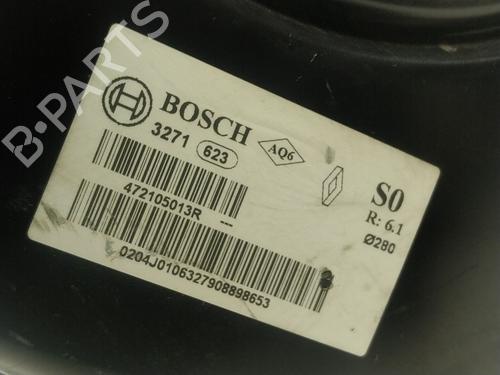 B-PARTS
BOSCH
3271 623
AQ6
472105013R
S0
R: 6.1
Ø280
0204J0106327908898653